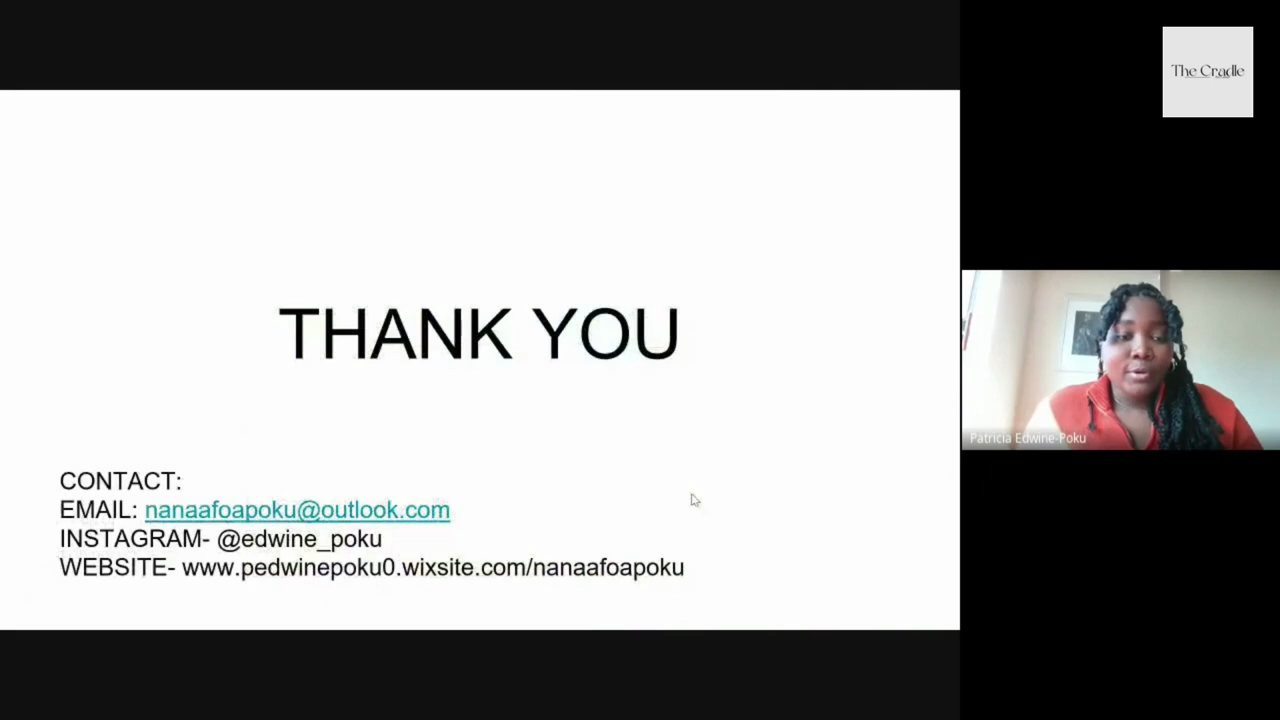 The Cradle
THANK YOU
Patricia Edwine-Poku
CONTACT:
EMAIL: nanaafoapoku@outlook.com
INSTAGRAM- @edwine_poku
WEBSITE- www.pedwinepoku0.wixsite.com/nanaafoapoku